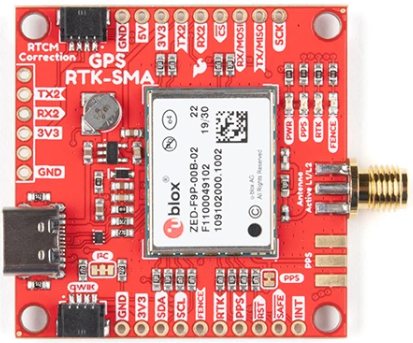 RTCM
Correction
GPS
RTK-SMA
GND
5V
3V3
TX2
RX2
CS
RX/MOSI
TX/MISO
SCK
TX2
RX2
3V3
GND
PWR
PPS
RTK
FENCE
ublox
ZED-F9P-00B-02
22
F1100049102
19/30
109102000.1002
u-blox AG
All Rights Reserved
Antenna
Active L1/L2
PPS
I²C
QWIIC
PPS
GND
3V3
SDA
SCL
FENCE
RTK
PPS
RST
SAFE
INT